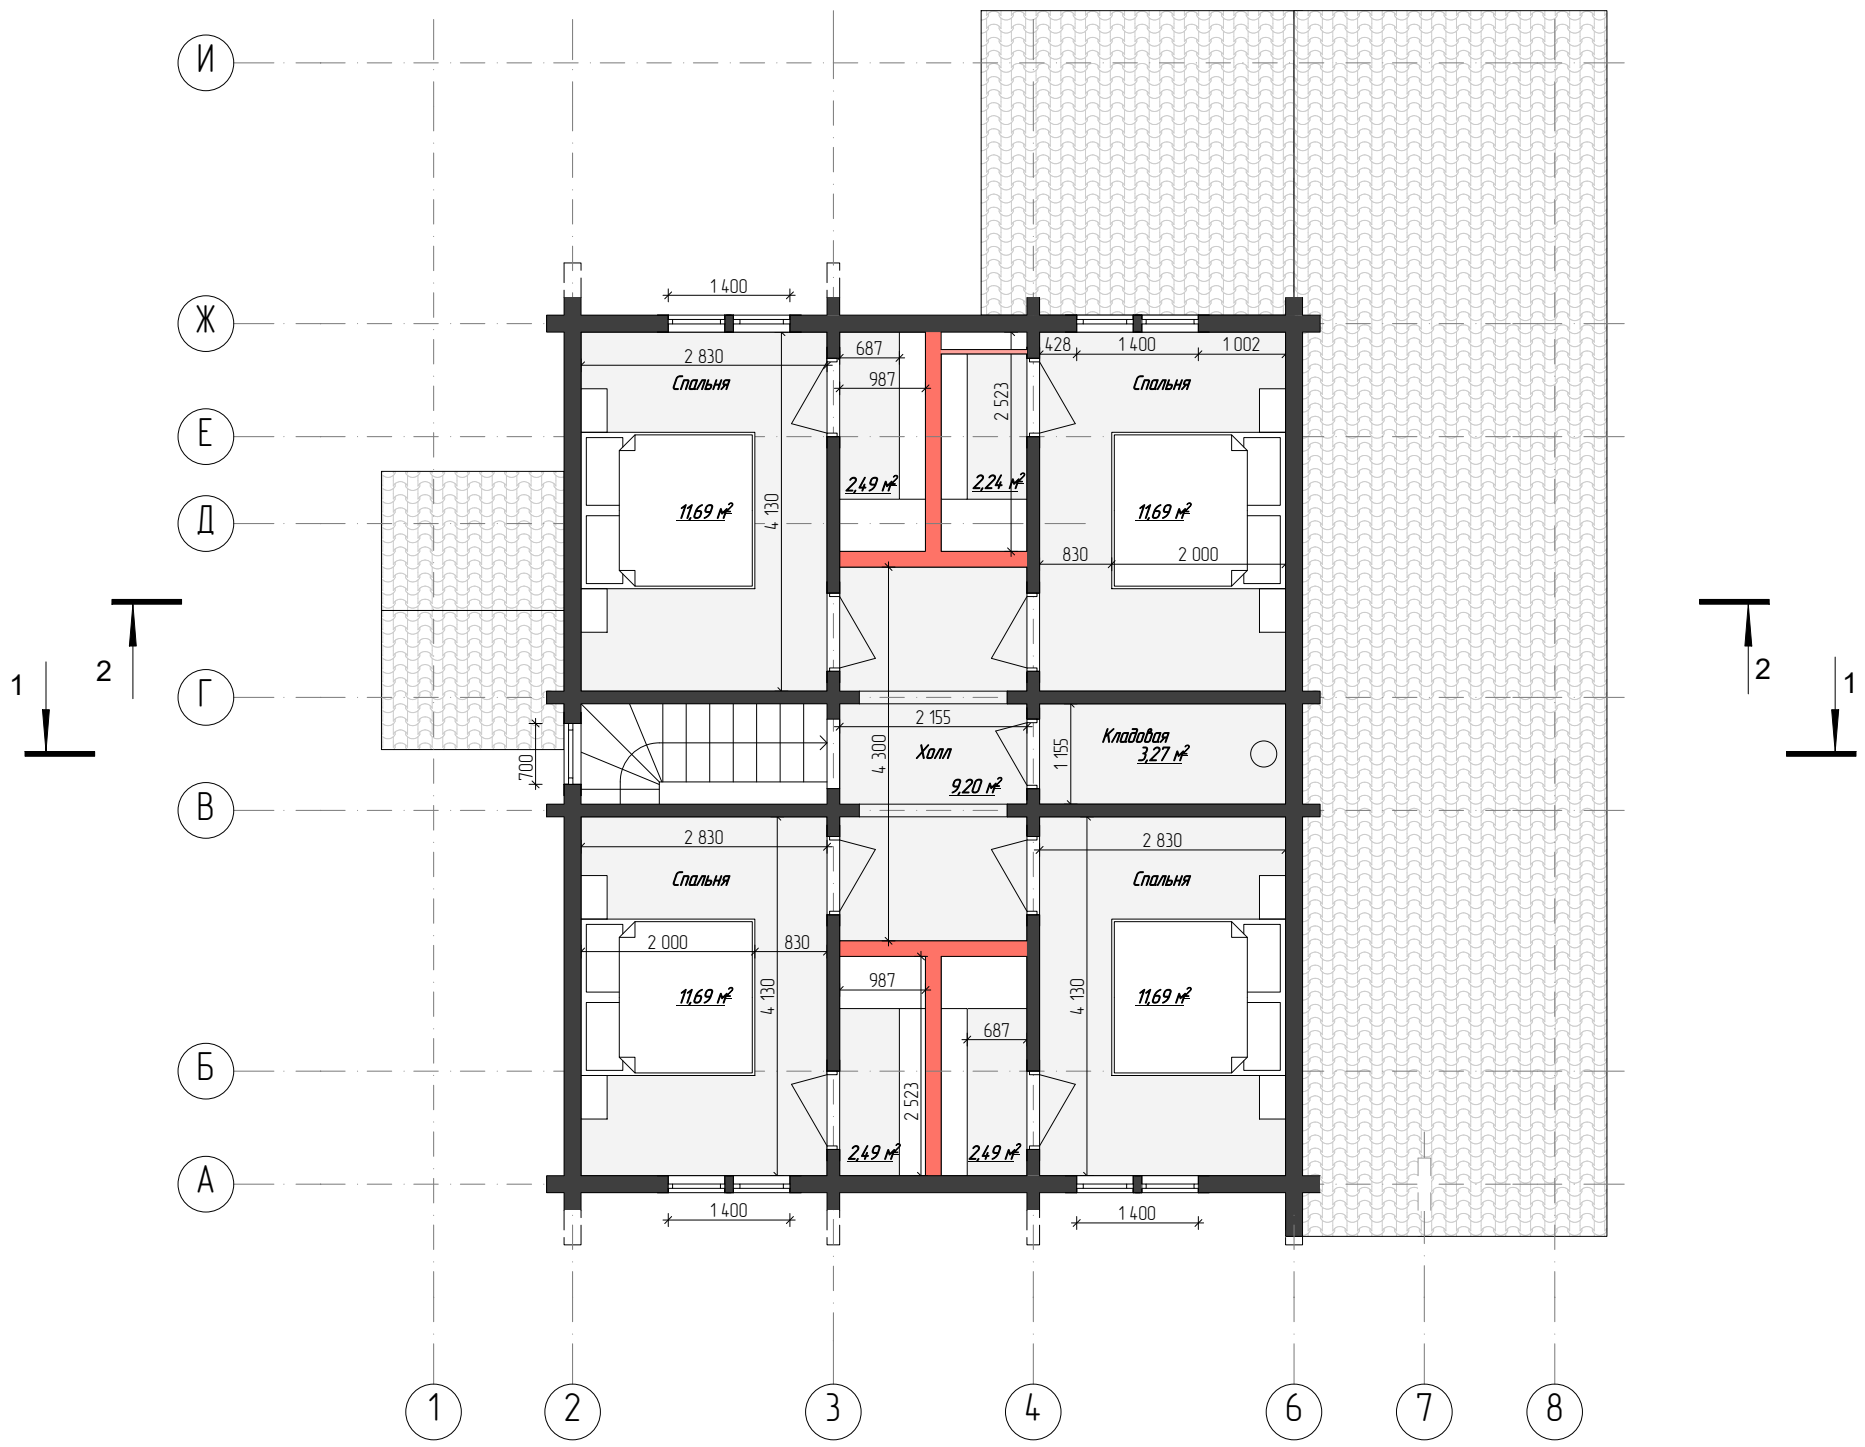 И
1 400
Ж
2 830
687
428
1 400
1 002
Спальня
987
Спальня
2 523
Е
2,49 м²
2,24 м²
11,69 м²
4 130
11,69 м²
Д
830
2 000
1
2
2
1
Г
2 155
Кладовая
3,27 м²
Холл
4 300
1 155
700
9,20 м²
В
2 830
2 830
Спальня
Спальня
2 000
830
987
11,69 м²
4 130
4 130
11,69 м²
687
Б
2 523
2,49 м²
2,49 м²
А
1 400
1 400
1
2
3
4
6
7
8